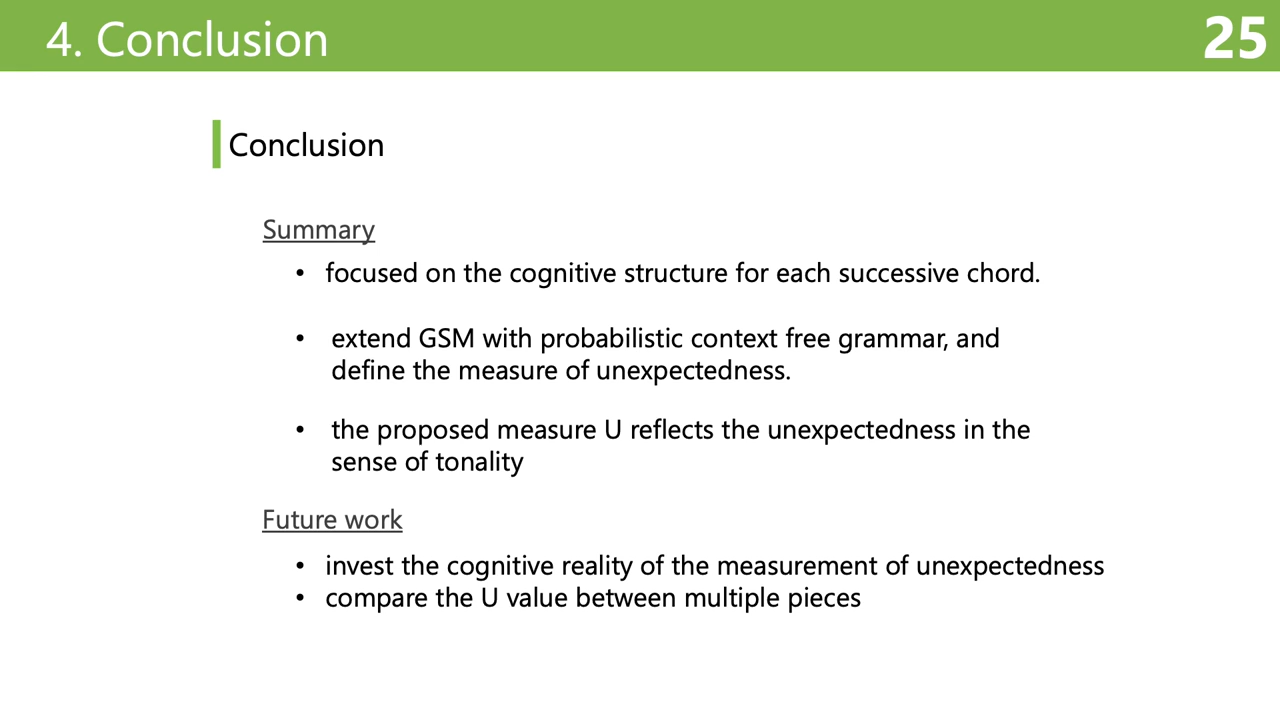 4. Conclusion
25
Conclusion
Summary
• focused on the cognitive structure for each successive chord.
• extend GSM with probabilistic context free grammar, and
define the measure of unexpectedness.
• the proposed measure U reflects the unexpectedness in the
sense of tonality
Future work
• invest the cognitive reality of the measurement of unexpectedness
• compare the U value between multiple pieces